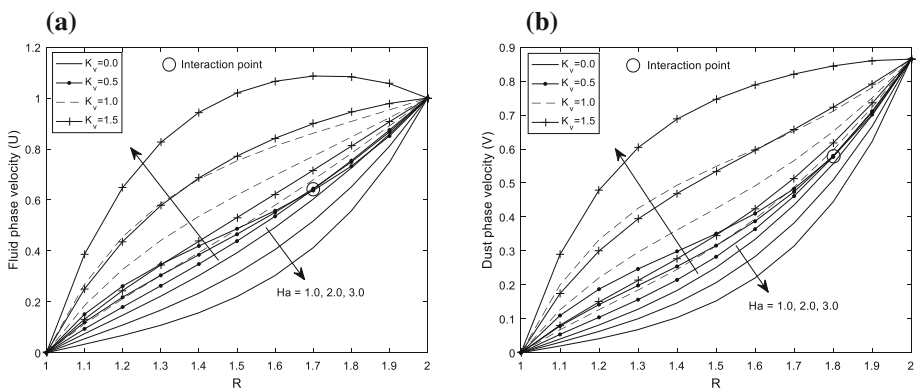 (a)
1.2
1
0.8
0.6
0.4
0.2
0
Fluid phase velocity (U)
K_v=0.0
K_v=0.5
K_v=1.0
K_v=1.5
Interaction point
Ha = 1.0, 2.0, 3.0
1 1.1 1.2 1.3 1.4 1.5 1.6 1.7 1.8 1.9 2
R
(b)
0.9
0.8
0.7
0.6
0.5
0.4
0.3
0.2
0.1
0
Dust phase velocity (V)
K_v=0.0
K_v=0.5
K_v=1.0
K_v=1.5
Interaction point
Ha = 1.0, 2.0, 3.0
1 1.1 1.2 1.3 1.4 1.5 1.6 1.7 1.8 1.9 2
R